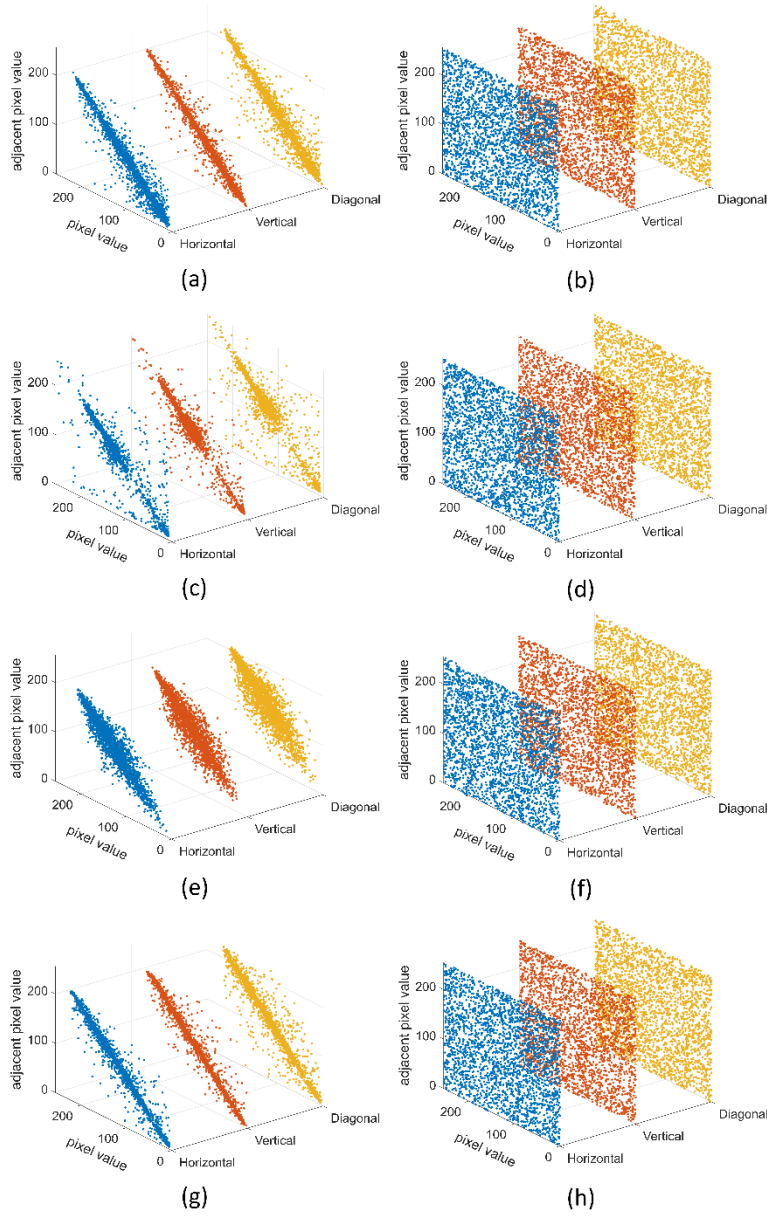 adjacent pixel value
200
100
0
200
100
0
pixel value
Horizontal
Vertical
Diagonal
(a)
adjacent pixel value
200
100
0
200
100
0
pixel value
Horizontal
Vertical
Diagonal
(b)
adjacent pixel value
200
100
0
200
100
0
pixel value
Horizontal
Vertical
Diagonal
(c)
adjacent pixel value
200
100
0
200
100
0
pixel value
Horizontal
Vertical
Diagonal
(d)
adjacent pixel value
200
100
0
200
100
0
pixel value
Horizontal
Vertical
Diagonal
(e)
adjacent pixel value
200
100
0
200
100
0
pixel value
Horizontal
Vertical
Diagonal
(f)
adjacent pixel value
200
100
0
200
100
0
pixel value
Horizontal
Vertical
Diagonal
(g)
adjacent pixel value
200
100
0
200
100
0
pixel value
Horizontal
Vertical
Diagonal
(h)